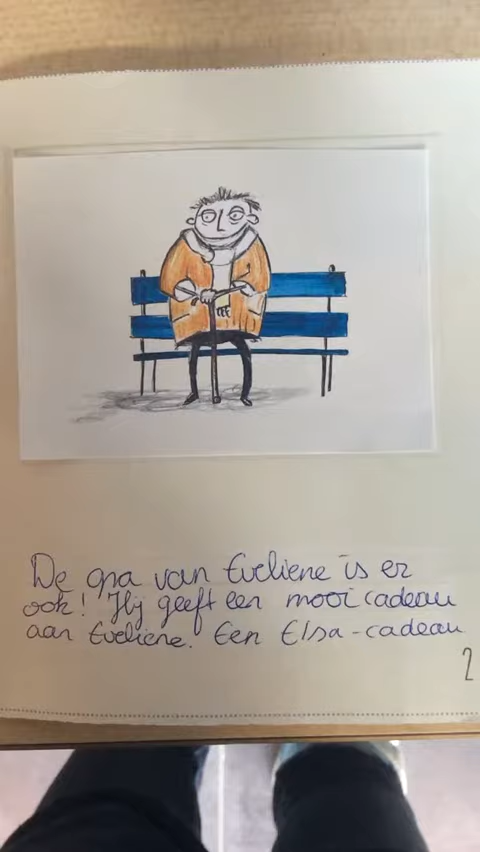 De opa van Eveliene is er
ook! Hij geeft een mooi cadeau
aan Eveliene. Een Elsa-cadeau
2